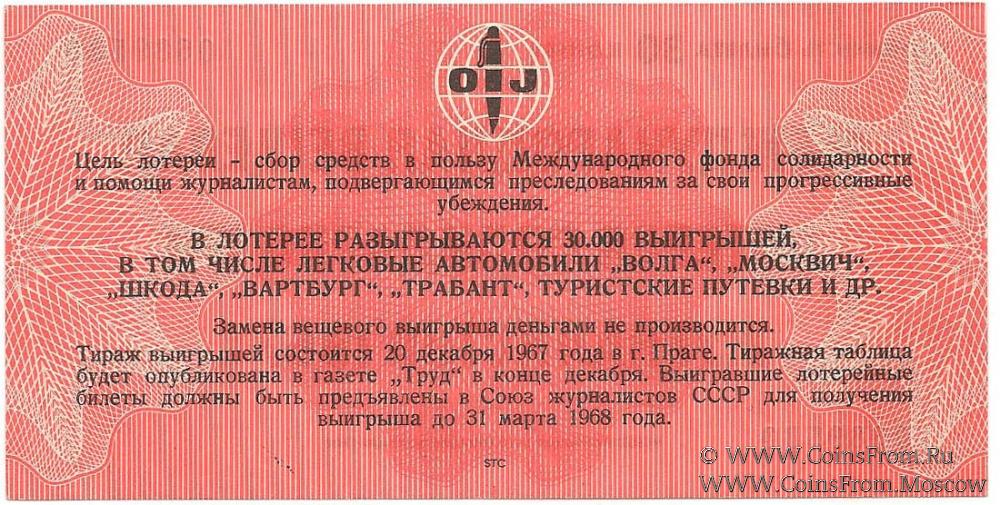 OIJ
Цель лотереи - сбор средств в пользу Международного фонда солидарности
и помощи журналистам, подвергающимся преследованиям за свои прогрессивные
убеждения.
В ЛОТЕРЕЕ РАЗЫГРЫВАЮТСЯ 30.000 ВЫИГРЫШЕЙ,
В ТОМ ЧИСЛЕ ЛЕГКОВЫЕ АВТОМОБИЛИ „ВОЛГА“, „МОСКВИЧ“,
„ШКОДА“, „ВАРТБУРГ“, „ТРАБАНТ“, ТУРИСТСКИЕ ПУТЕВКИ И ДР.
Замена вещевого выигрыша деньгами не производится.
Тираж выигрышей состоится 20 декабря 1967 года в г. Праге. Тиражная таблица
будет опубликована в газете „Труд“ в конце декабря. Выигравшие лотерейные
билеты должны быть предъявлены в Союз журналистов СССР для получения
выигрыша до 31 марта 1968 года.
STC
© WWW.CoinsFrom.Ru
WWW.CoinsFrom.Moscow